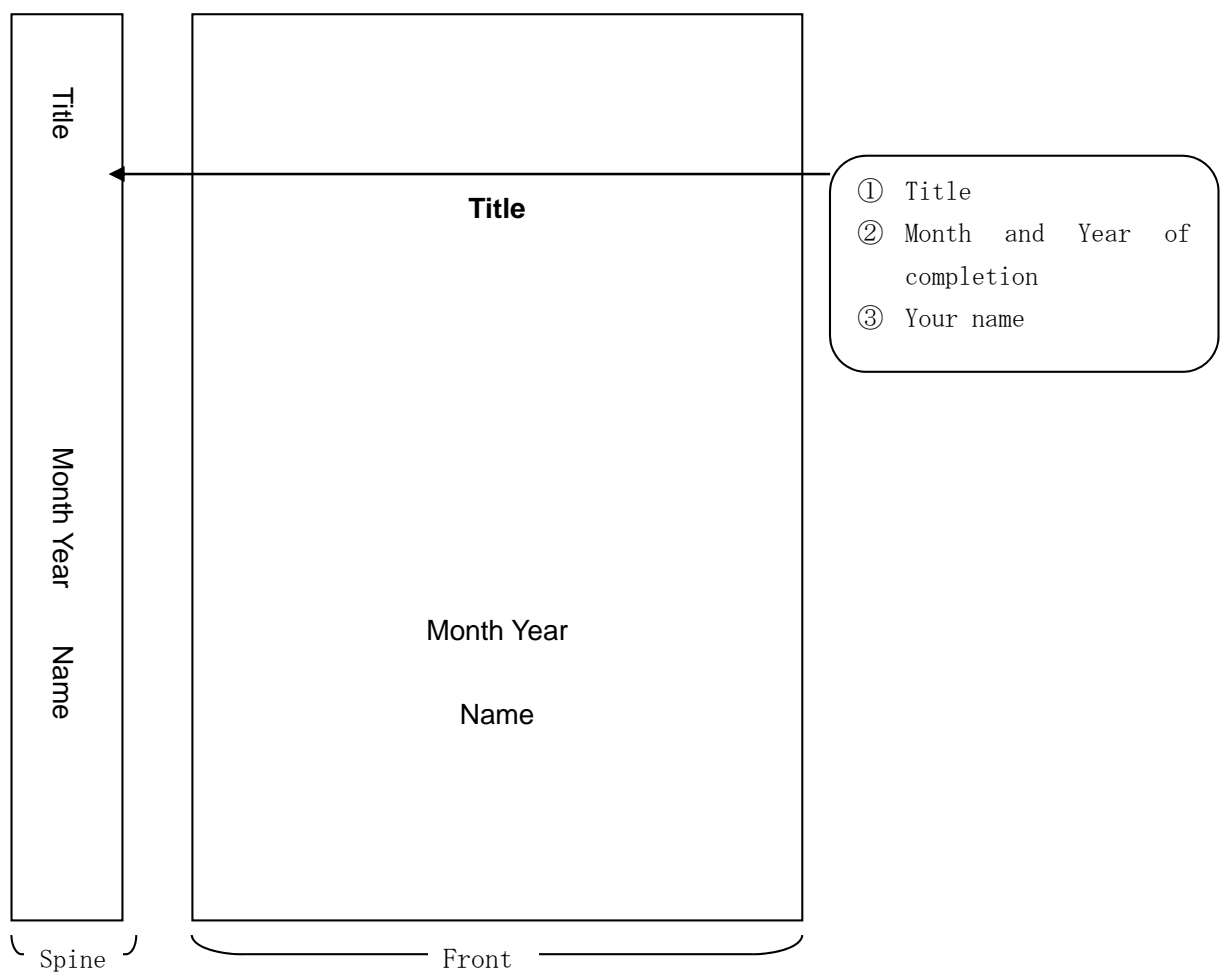 Title
Month Year
Name
Title
Month Year
Name
① Title
② Month and Year of
completion
③ Your name
Spine
Front